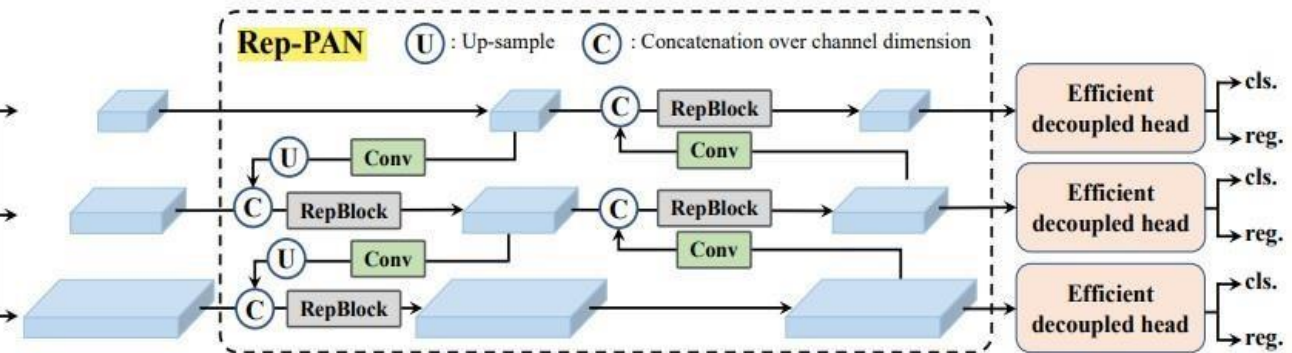 Rep-PAN U : Up-sample C : Concatenation over channel dimension
C RepBlock
Efficient
decoupled head
cls.
reg.
U Conv
Conv
C RepBlock
C RepBlock
Efficient
decoupled head
cls.
reg.
U Conv
Conv
C RepBlock
Efficient
decoupled head
cls.
reg.